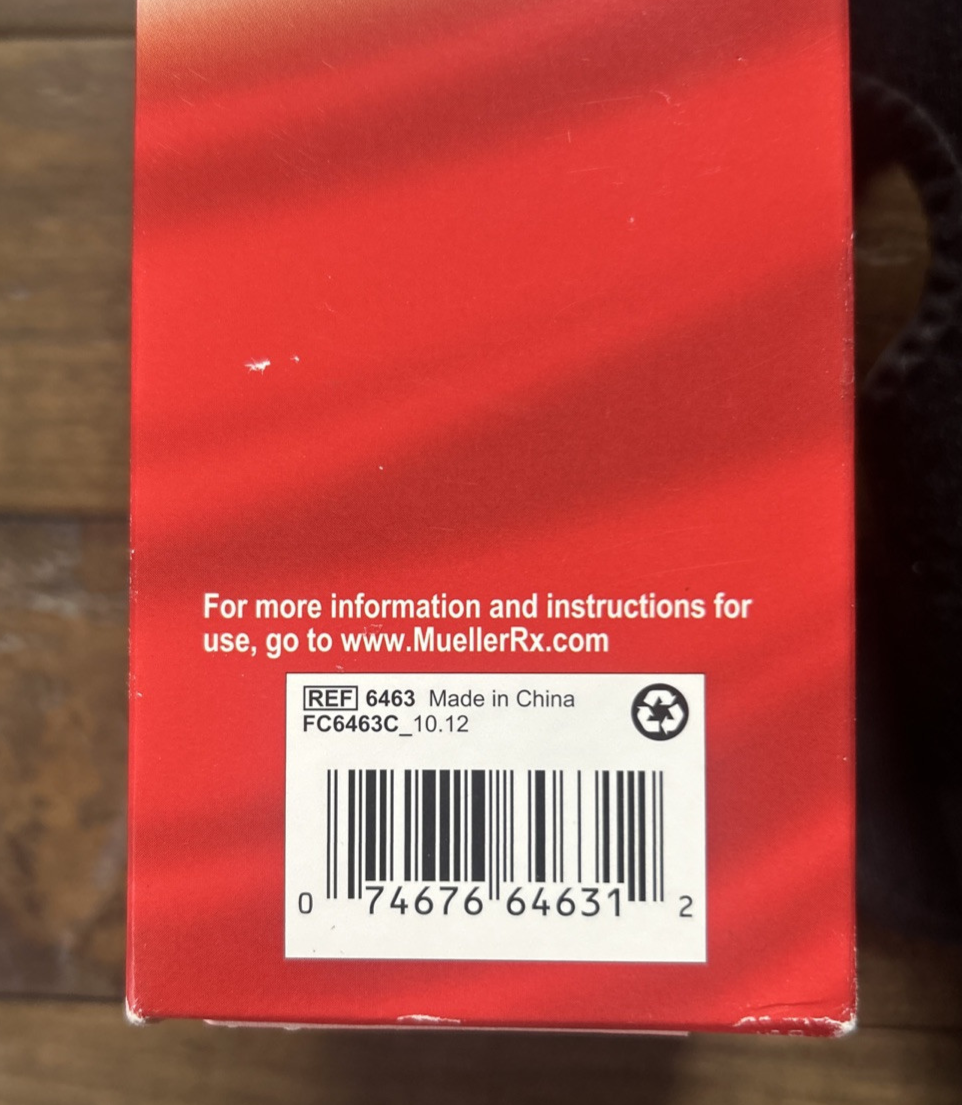 For more information and instructions for
use, go to www.MuellerRx.com
REF 6463 Made in China
FC6463C_10.12
0 74676 64631 2